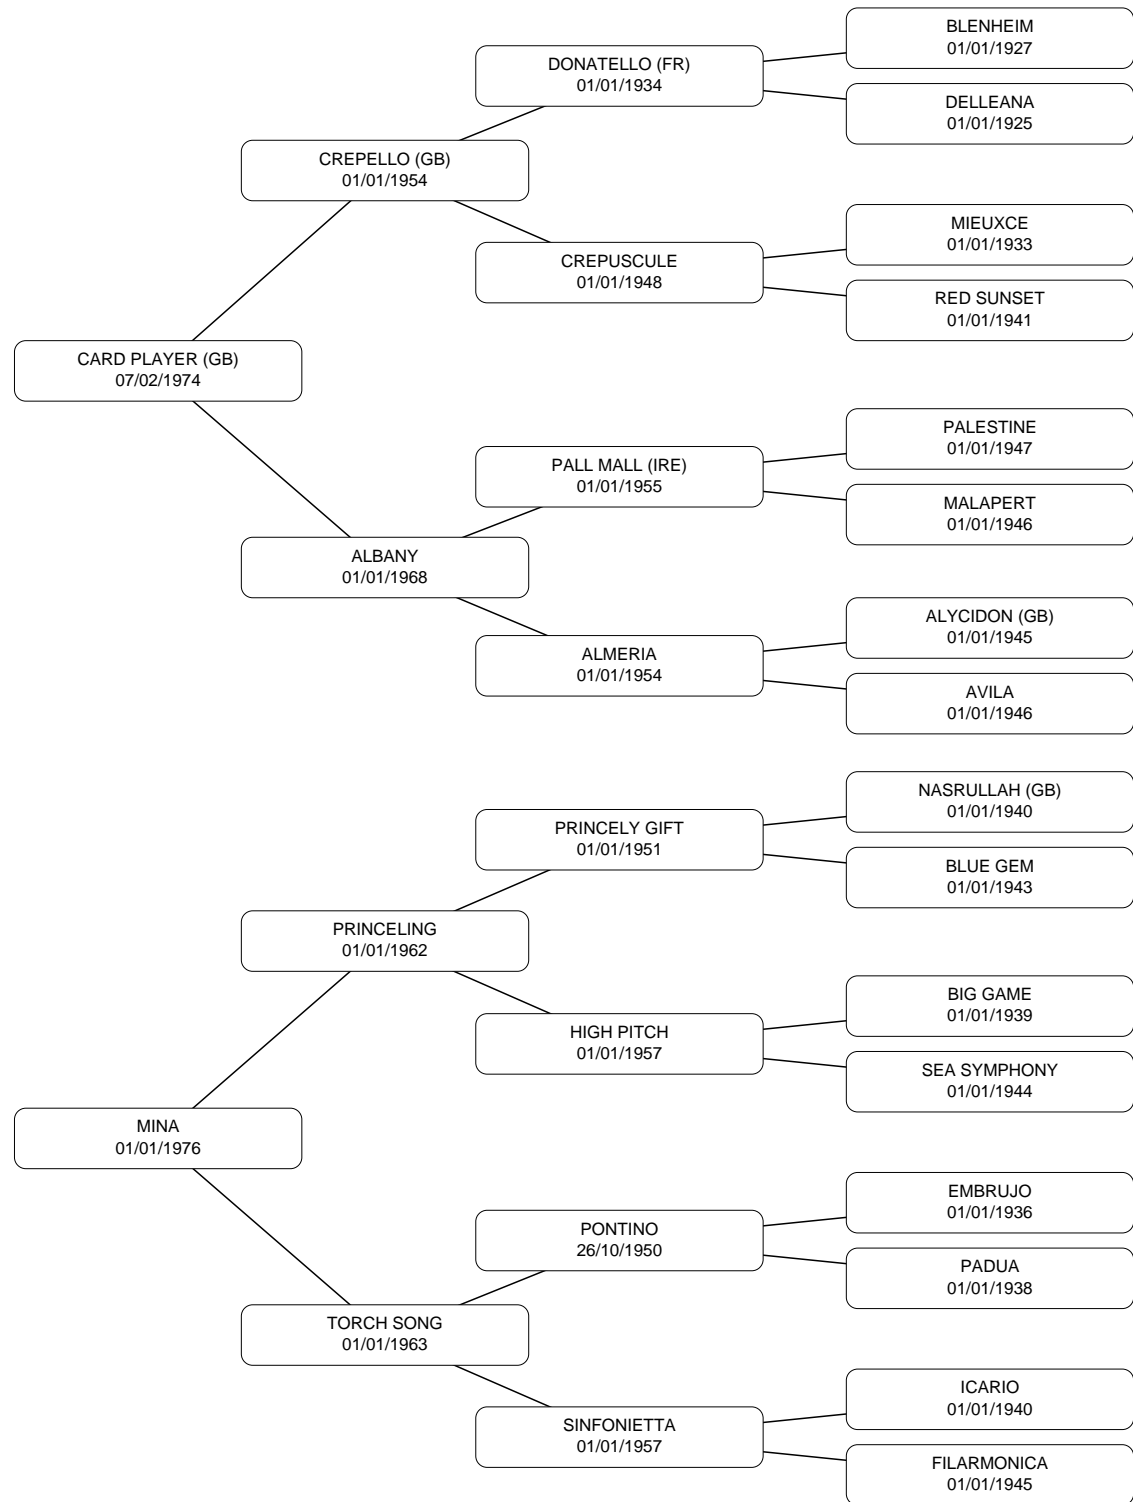 BLENHEIM
01/01/1927
DONATELLO (FR)
01/01/1934
DELLEANA
01/01/1925
CREPELLO (GB)
01/01/1954
MIEUXCE
01/01/1933
CREPUSCULE
01/01/1948
RED SUNSET
01/01/1941
CARD PLAYER (GB)
07/02/1974
PALESTINE
01/01/1947
PALL MALL (IRE)
01/01/1955
MALAPERT
01/01/1946
ALBANY
01/01/1968
ALYCIDON (GB)
01/01/1945
ALMERIA
01/01/1954
AVILA
01/01/1946
NASRULLAH (GB)
01/01/1940
PRINCELY GIFT
01/01/1951
BLUE GEM
01/01/1943
PRINCELING
01/01/1962
BIG GAME
01/01/1939
HIGH PITCH
01/01/1957
SEA SYMPHONY
01/01/1944
MINA
01/01/1976
EMBRUJO
01/01/1936
PONTINO
26/10/1950
PADUA
01/01/1938
TORCH SONG
01/01/1963
ICARIO
01/01/1940
SINFONIETTA
01/01/1957
FILARMONICA
01/01/1945